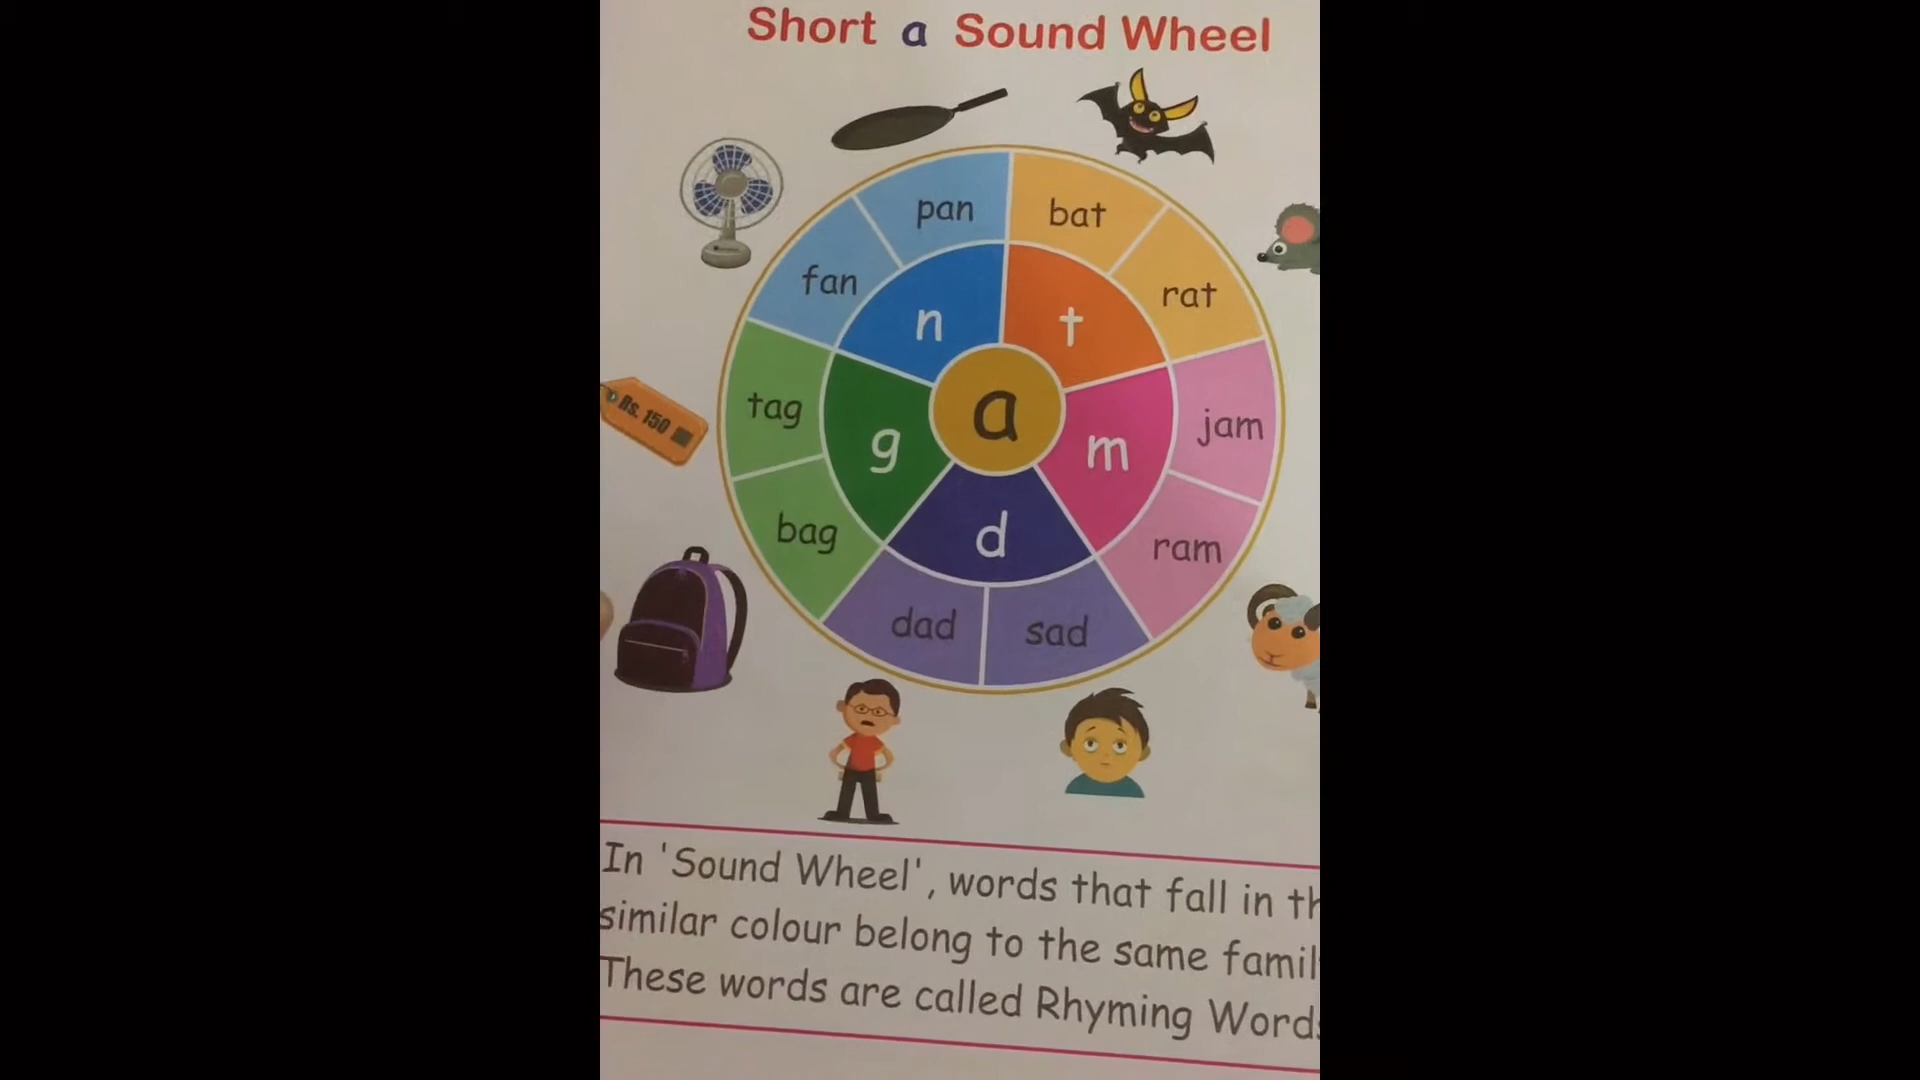 Short a Sound Wheel
pan
bat
fan
rat
n
t
tag
a
jam
g
m
Rs. 150
bag
d
ram
dad
sad
In 'Sound Wheel', words that fall in th
similar colour belong to the same famil
These words are called Rhyming Words